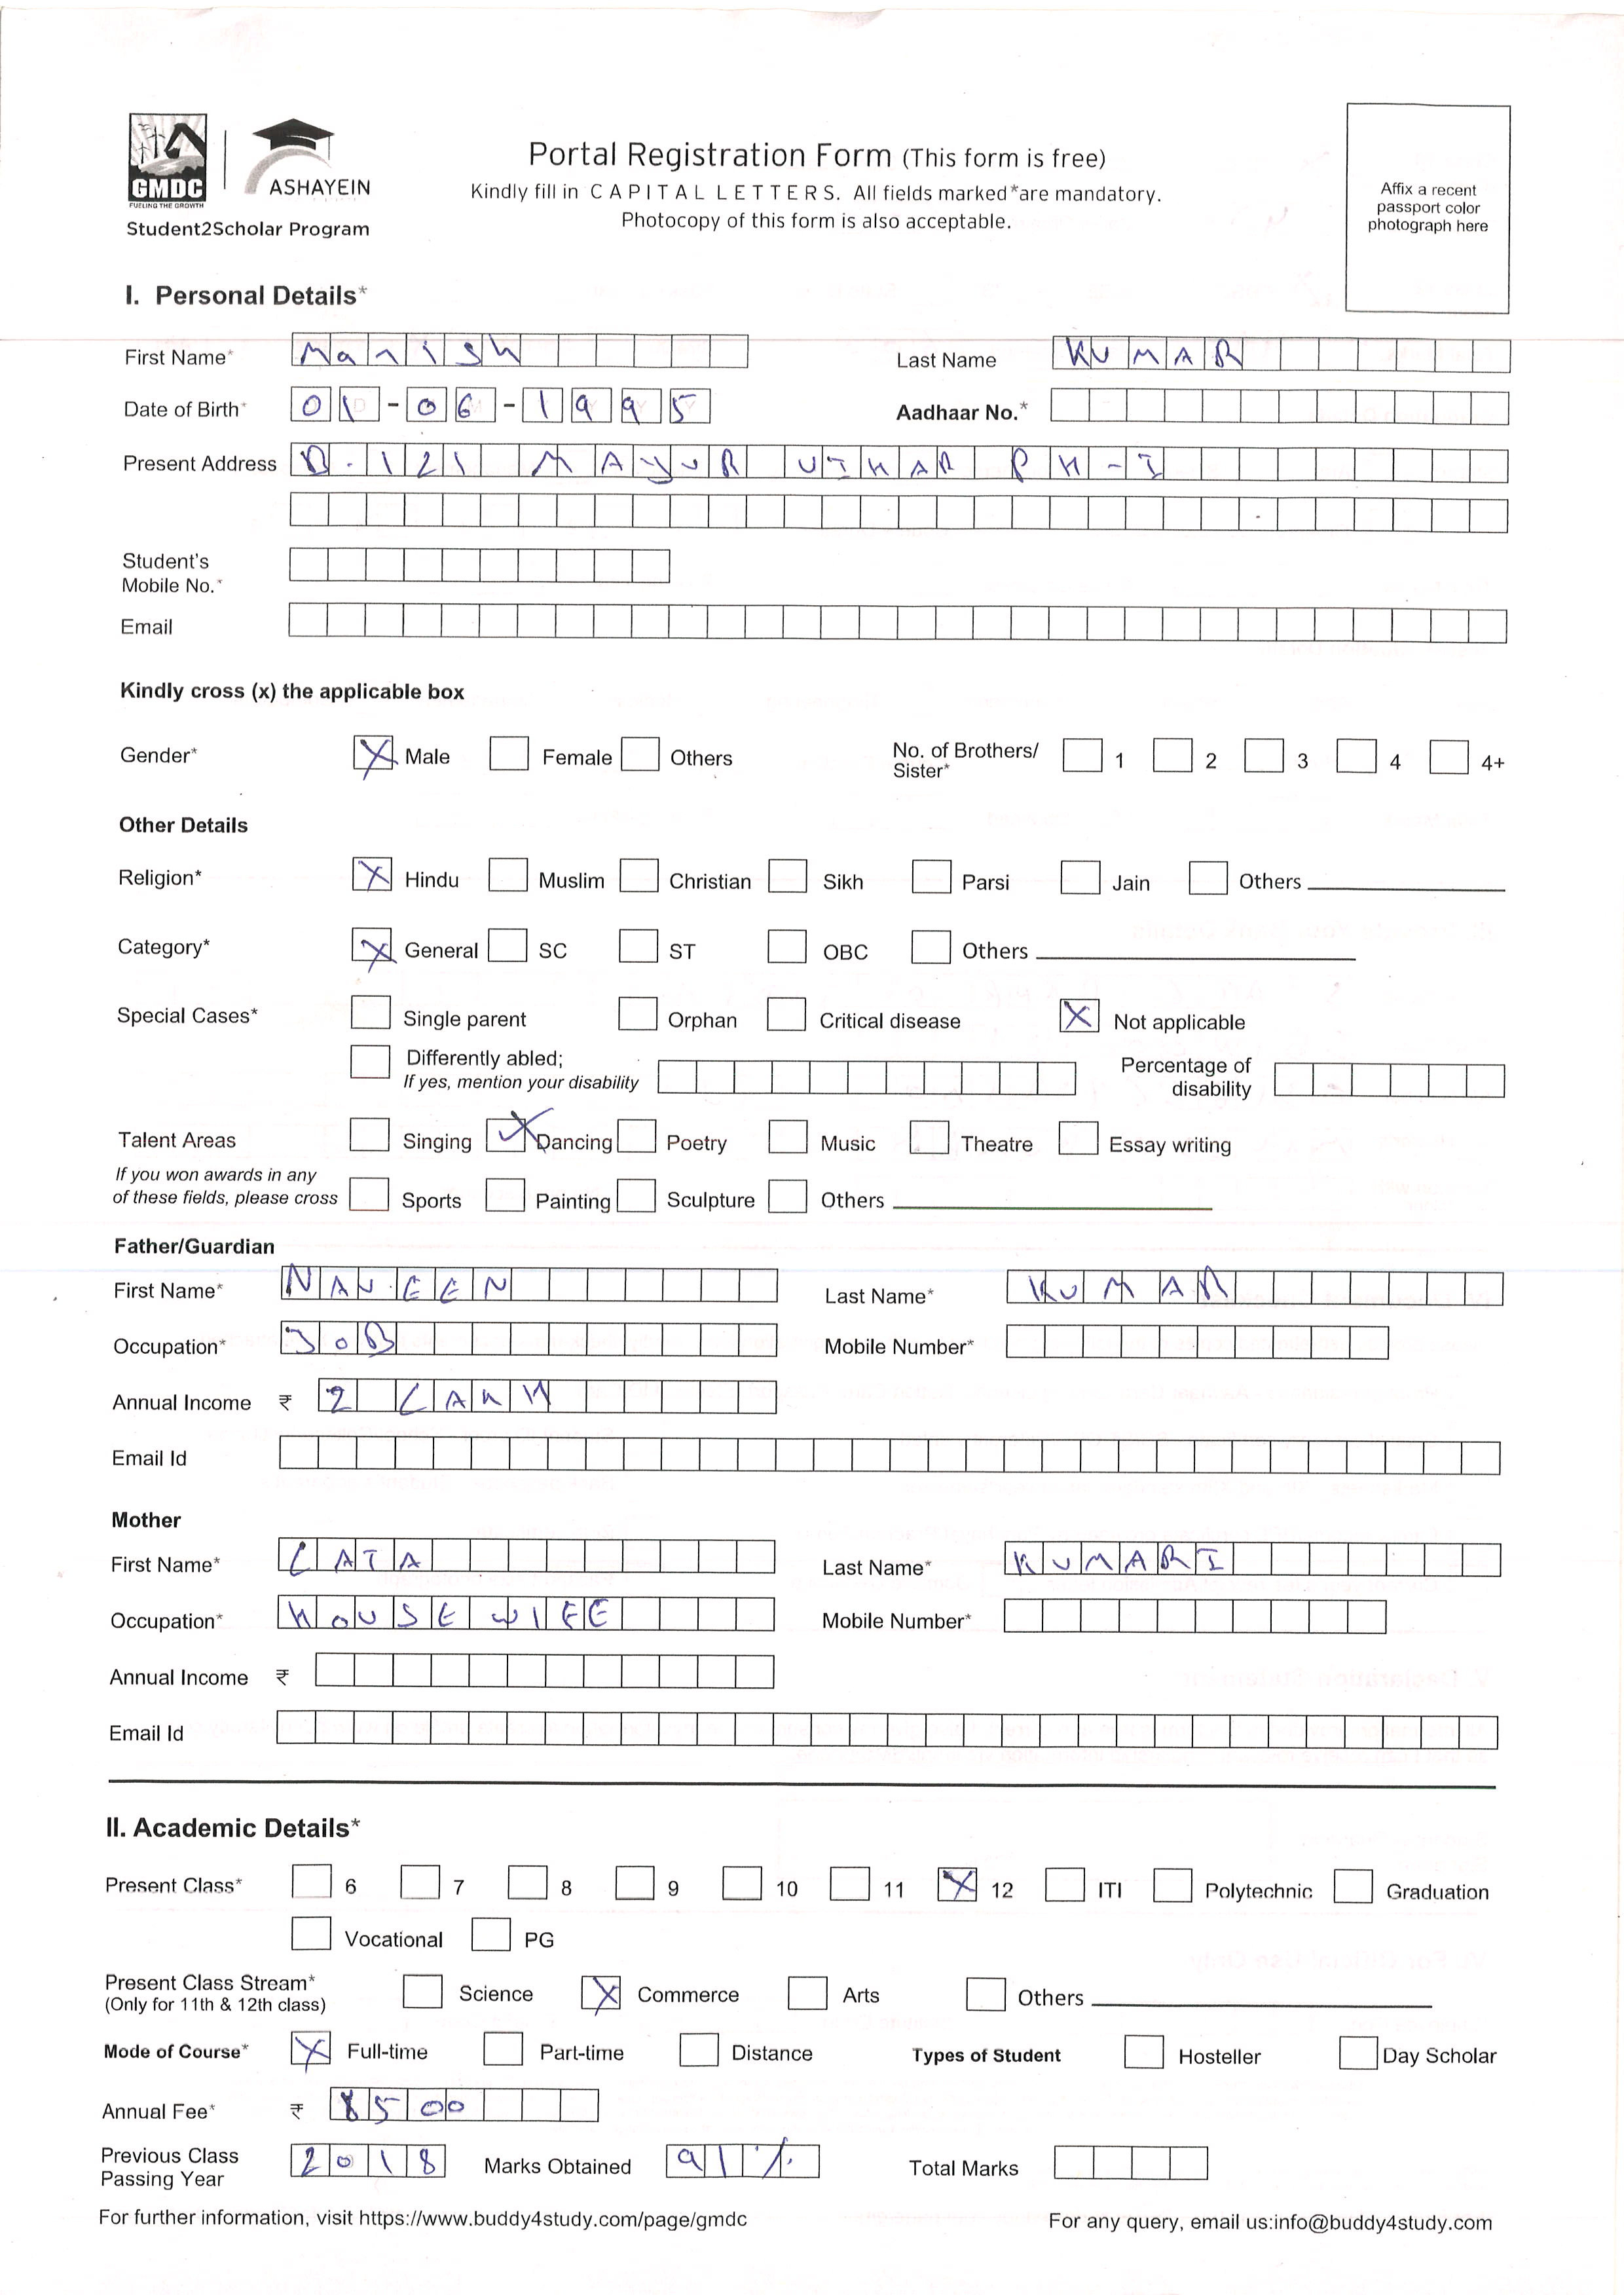 GMDC
FUELING THE GROWTH
ASHAYEIN
Student2Scholar Program
Portal Registration Form (This form is free)
Kindly fill in CAPITAL LETTERS. All fields marked*are mandatory.
Photocopy of this form is also acceptable.
Affix a recent
passport color
photograph here
I. Personal Details*
First Name* Manish Last Name KUMAR
Date of Birth* 01-06-1995 Aadhaar No.*
Present Address D-121 MAyUR VIHAR PH-I
Student's
Mobile No.*
Email
Kindly cross (x) the applicable box
Gender* X Male Female Others No. of Brothers/ Sister* 1 2 3 4 4+
Other Details
Religion* X Hindu Muslim Christian Sikh Parsi Jain Others
Category* X General SC ST OBC Others
Special Cases* Single parent Orphan Critical disease X Not applicable
Differently abled; If yes, mention your disability Percentage of disability
Talent Areas Singing X Dancing Poetry Music Theatre Essay writing
If you won awards in any
of these fields, please cross Sports Painting Sculpture Others
Father/Guardian
First Name* NAVEEN Last Name* KUMAR
Occupation* JOB Mobile Number*
Annual Income ₹ 2 LAKH
Email Id
Mother
First Name* LATA Last Name* KUMARI
Occupation* HOUSE WIFE Mobile Number*
Annual Income ₹
Email Id
II. Academic Details*
Present Class* 6 7 8 9 10 11 X 12 ITI Polytechnic Graduation
Vocational PG
Present Class Stream*
(Only for 11th & 12th class) Science X Commerce Arts Others
Mode of Course* X Full-time Part-time Distance Types of Student Hosteller Day Scholar
Annual Fee* ₹ 8500
Previous Class
Passing Year 2018 Marks Obtained 91% Total Marks
For further information, visit https://www.buddy4study.com/page/gmdc For any query, email us:info@buddy4study.com